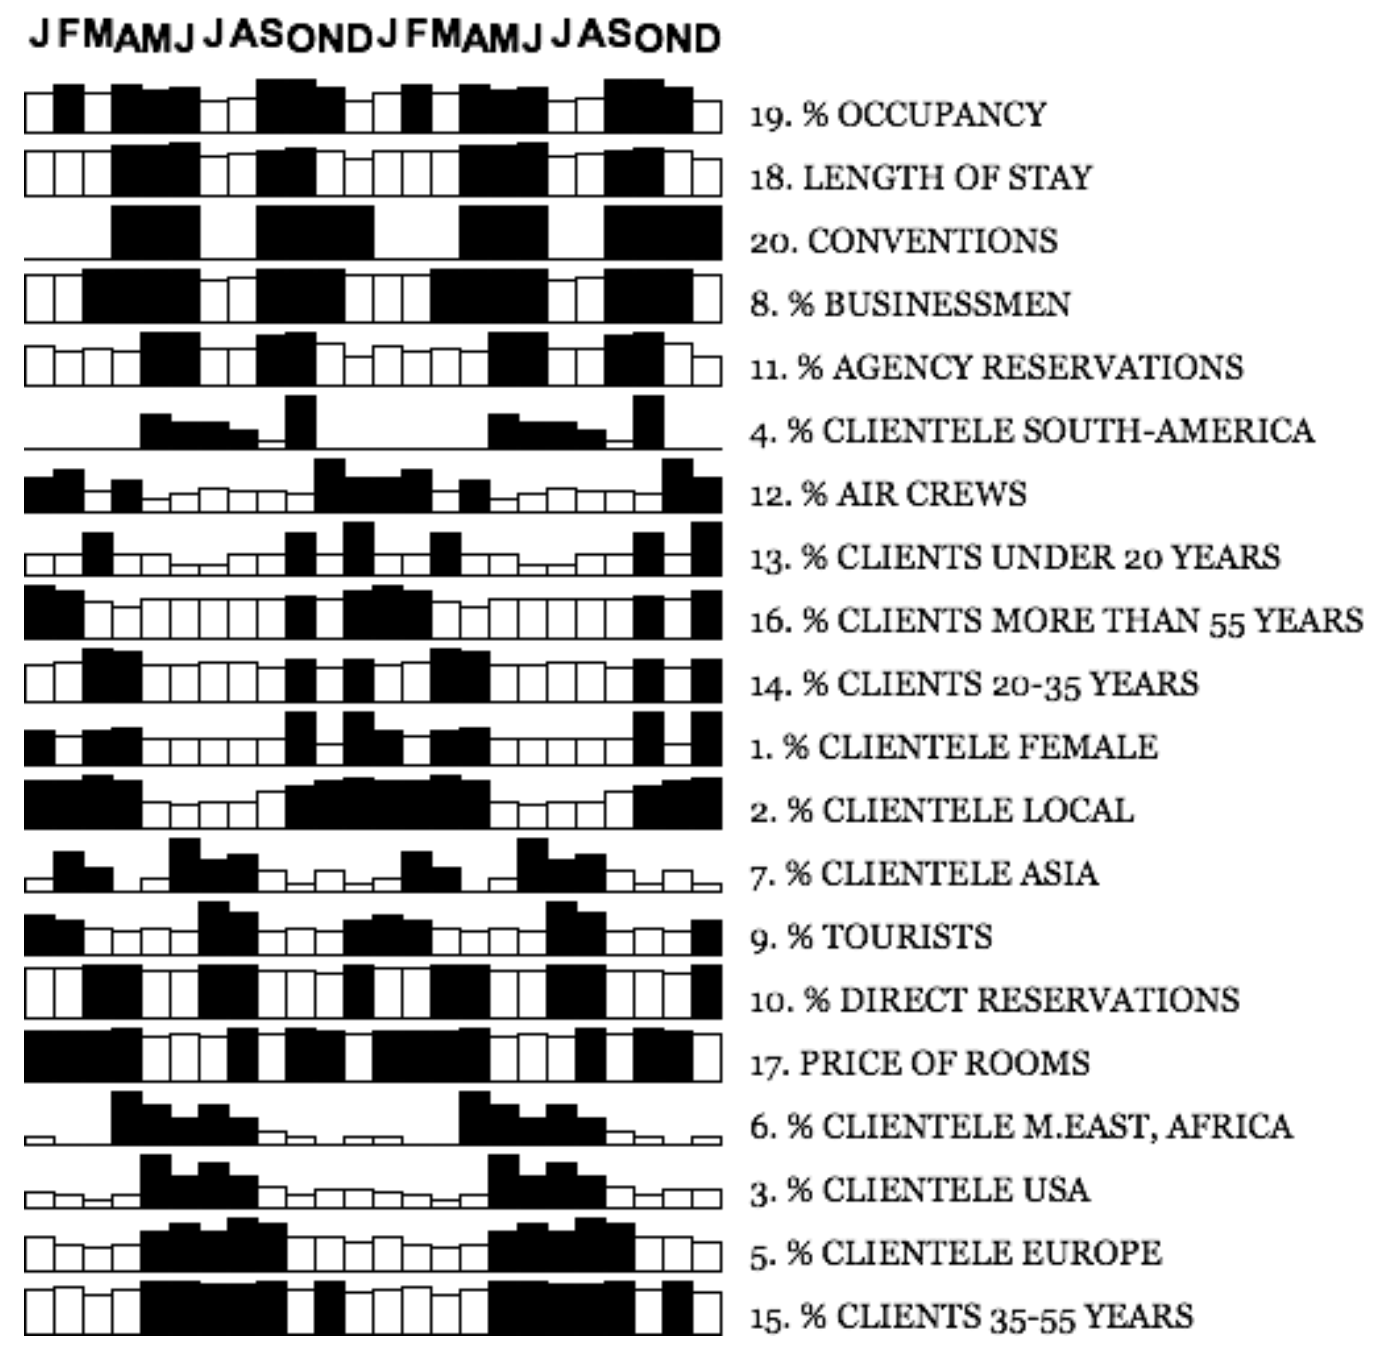 J F M A M J J A S O N D J F M A M J J A S O N D
19. % OCCUPANCY
18. LENGTH OF STAY
20. CONVENTIONS
8. % BUSINESSMEN
11. % AGENCY RESERVATIONS
4. % CLIENTELE SOUTH-AMERICA
12. % AIR CREWS
13. % CLIENTS UNDER 20 YEARS
16. % CLIENTS MORE THAN 55 YEARS
14. % CLIENTS 20-35 YEARS
1. % CLIENTELE FEMALE
2. % CLIENTELE LOCAL
7. % CLIENTELE ASIA
9. % TOURISTS
10. % DIRECT RESERVATIONS
17. PRICE OF ROOMS
6. % CLIENTELE M.EAST, AFRICA
3. % CLIENTELE USA
5. % CLIENTELE EUROPE
15. % CLIENTS 35-55 YEARS